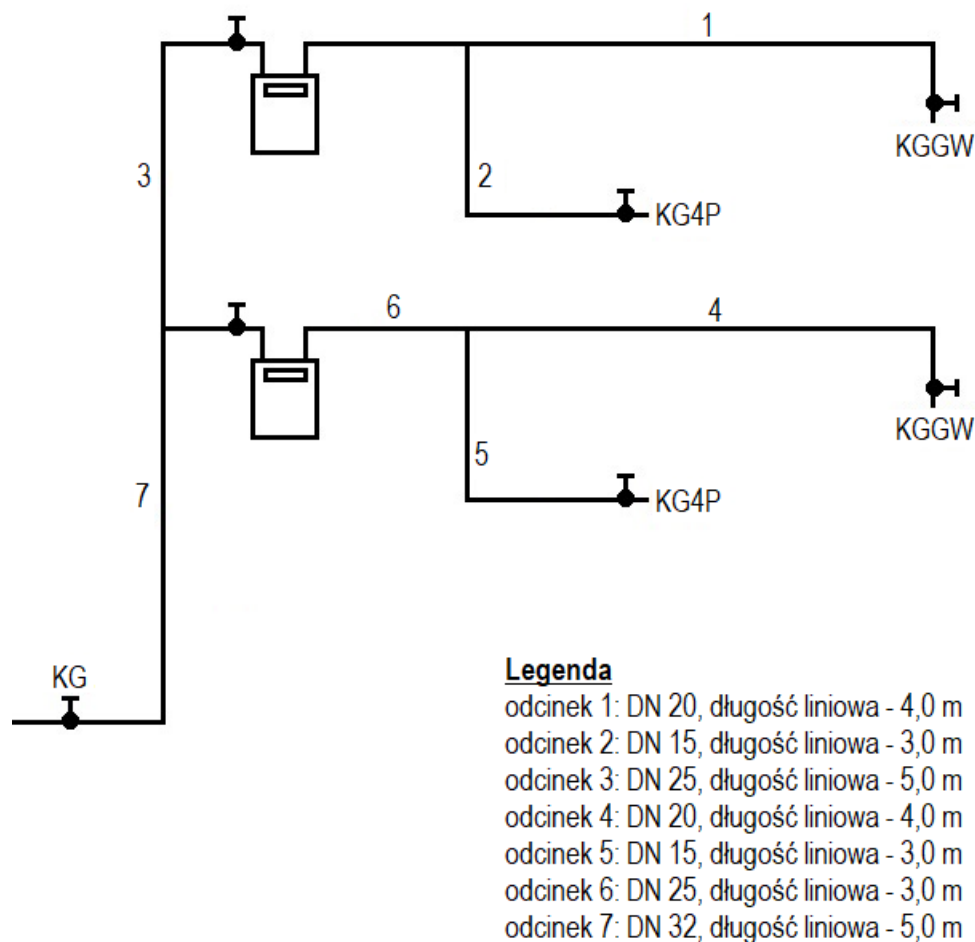 1
KGGW
3
2
KG4P
6
4
KGGW
5
KG4P
7
KG
Legenda
odcinek 1: DN 20, długość liniowa - 4,0 m
odcinek 2: DN 15, długość liniowa - 3,0 m
odcinek 3: DN 25, długość liniowa - 5,0 m
odcinek 4: DN 20, długość liniowa - 4,0 m
odcinek 5: DN 15, długość liniowa - 3,0 m
odcinek 6: DN 25, długość liniowa - 3,0 m
odcinek 7: DN 32, długość liniowa - 5,0 m